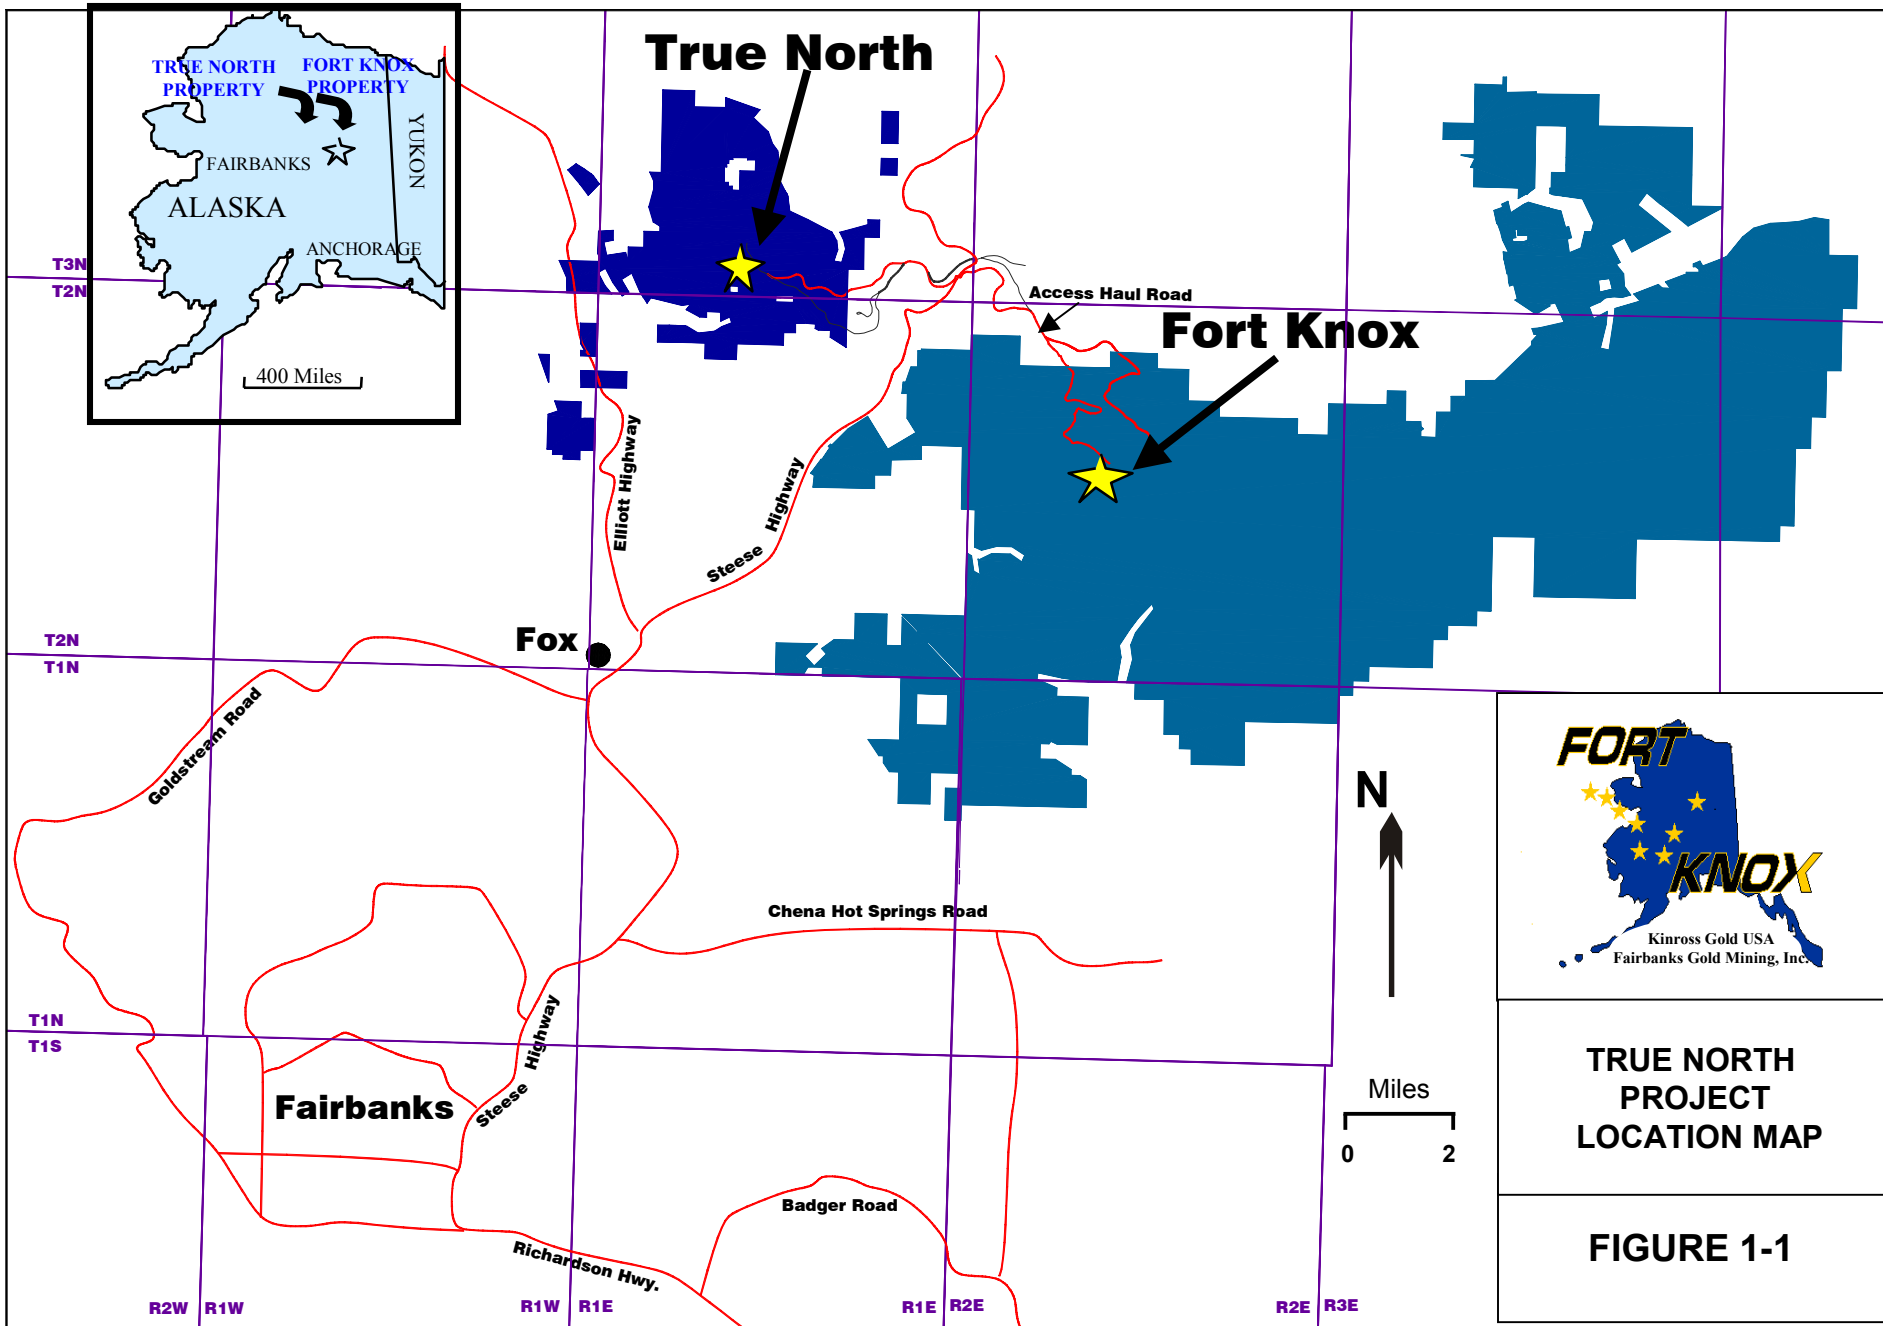 TRUE NORTH
PROPERTY
FORT KNOX
PROPERTY
YUKON
FAIRBANKS
ALASKA
ANCHORAGE
400 Miles
True North
T3N
T2N
Access Haul Road
Fort Knox
Elliott Highway
Steese Highway
Fox
T2N
T1N
Goldstream Road
N
FORT
KNOX
Kinross Gold USA
Fairbanks Gold Mining, Inc.
Chena Hot Springs Road
T1N
T1S
Steese Highway
Fairbanks
Miles
0 2
TRUE NORTH
PROJECT
LOCATION MAP
Badger Road
Richardson Hwy.
FIGURE 1-1
R2W R1W
R1W R1E
R1E R2E
R2E R3E